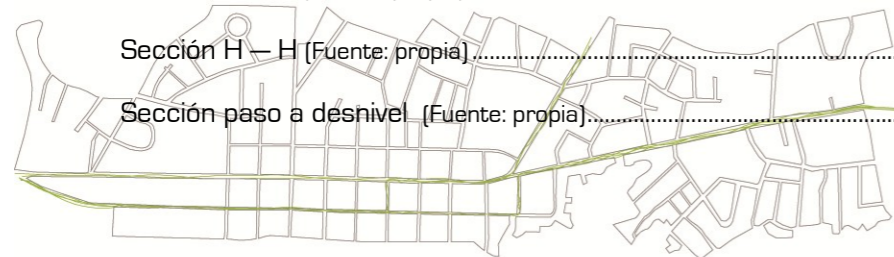 Sección H – H (Fuente: propia)................................................................
Sección paso a desnivel (Fuente: propia)..............................................